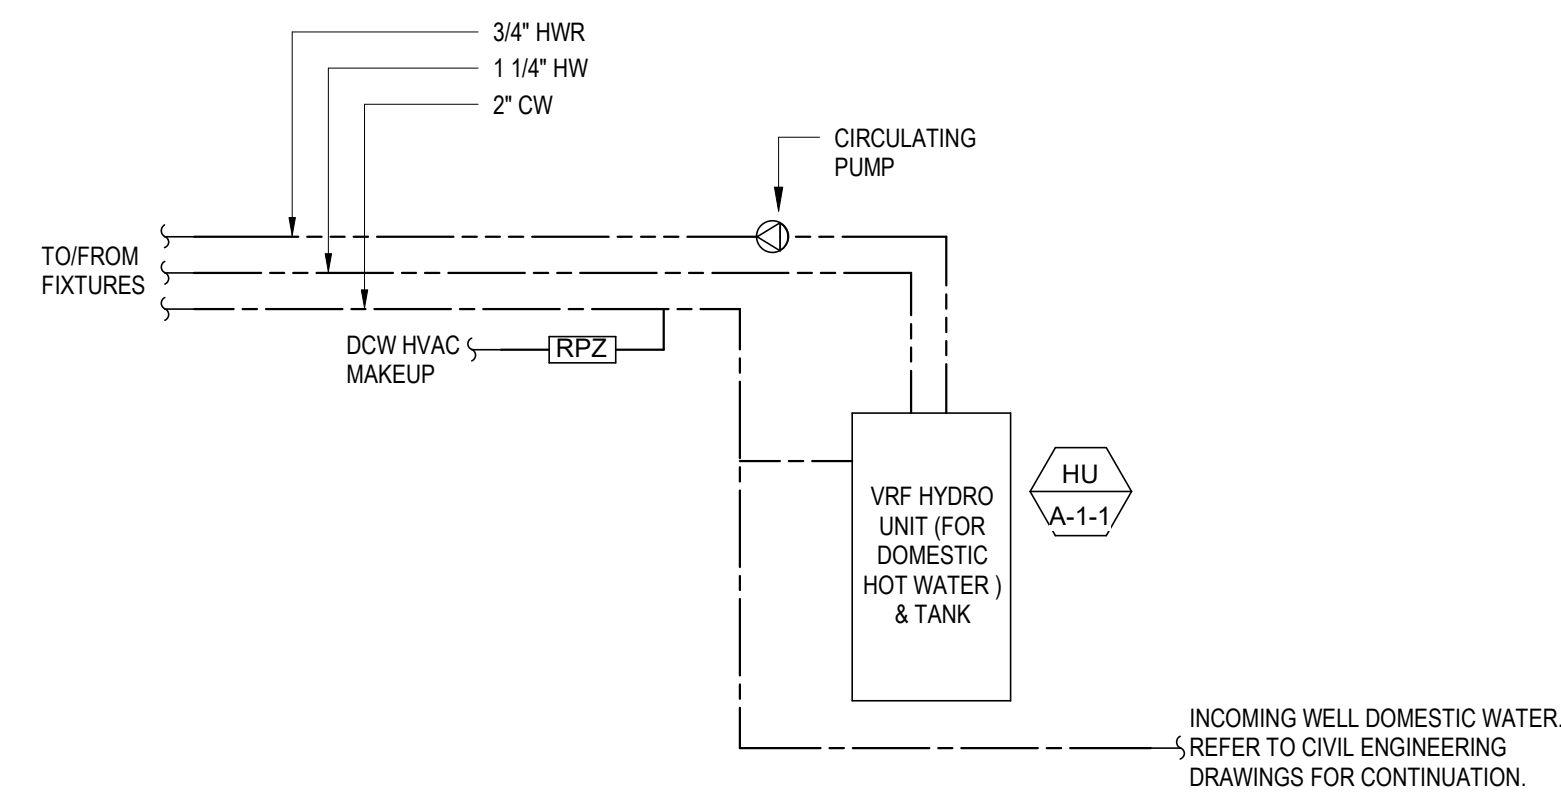 3/4" HWR
1 1/4" HW
2" CW
CIRCULATING
PUMP
TO/FROM
FIXTURES
DCW HVAC
MAKEUP
RPZ
VRF HYDRO
UNIT (FOR
DOMESTIC
HOT WATER )
& TANK
HU
A-1-1
INCOMING WELL DOMESTIC WATER.
REFER TO CIVIL ENGINEERING
DRAWINGS FOR CONTINUATION.